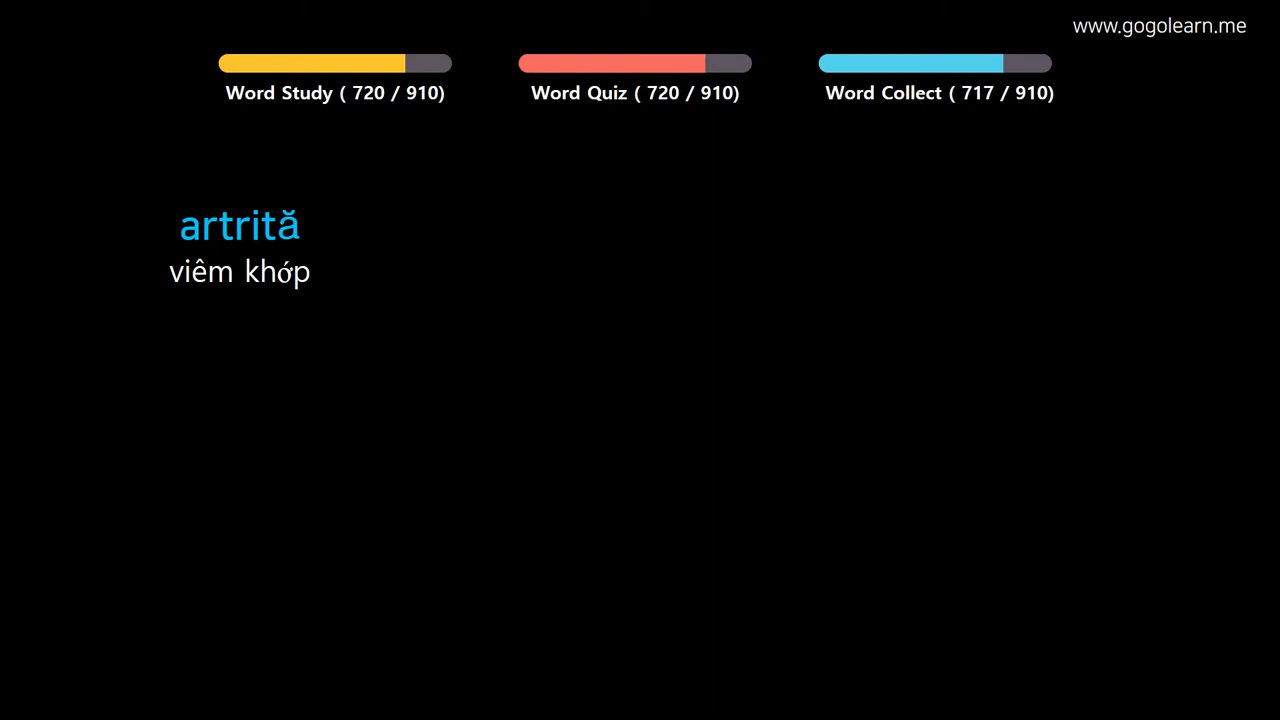 www.gogolearn.me
Word Study ( 720 / 910)
Word Quiz ( 720 / 910)
Word Collect ( 717 / 910)
artrită
viêm khớp